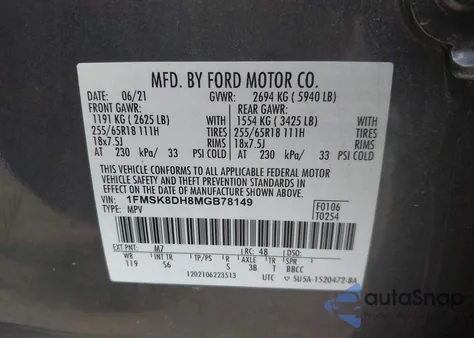 MFD. BY FORD MOTOR CO.
DATE: 06/21 GVWR: 2694 KG ( 5940 LB)
FRONT GAWR: REAR GAWR:
1191 KG ( 2625 LB) 1554 KG ( 3425 LB)
255/65R18 111H TIRES 255/65R18 111H TIRES
18x7.5J RIMS 18x7.5J RIMS
AT 230 kPa/ 33 PSI COLD AT 230 kPa/ 33 PSI COLD
THIS VEHICLE CONFORMS TO ALL APPLICABLE FEDERAL MOTOR
VEHICLE SAFETY AND THEFT PREVENTION STANDARDS IN
EFFECT ON THE DATE OF MANUFACTURE SHOWN ABOVE.
VIN: 1FMSK8DH8MGB78149 F0106
TYPE: MPV T0254
EXT PNT: M7 RC: 48 DSO:
WB INT TR TP/PS R AXLE TR SPR
119 S6 5 3B T BBCC
1202106223513 UTC ▽ SU5A-1520472-BA
autoSnap